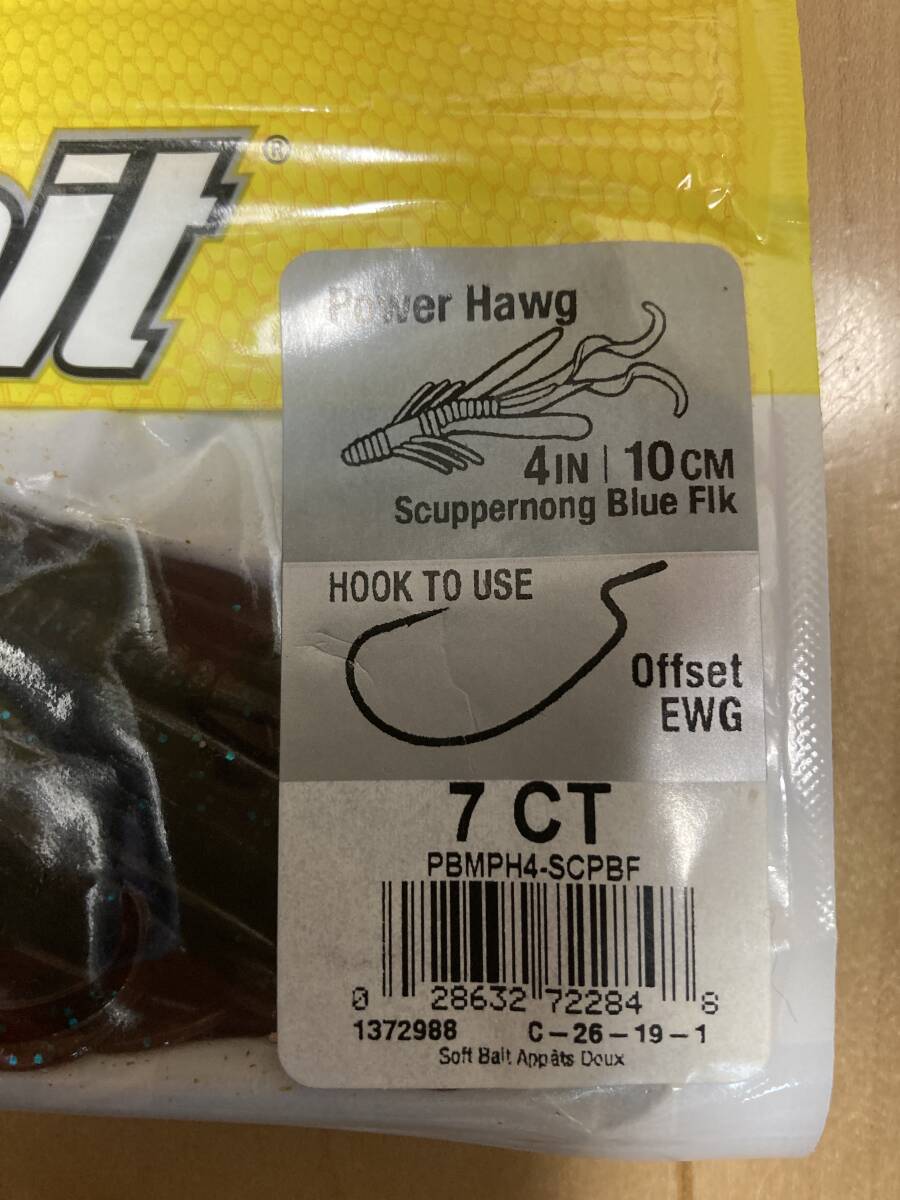 it®
Power Hawg
4IN | 10CM
Scuppernong Blue Flk
HOOK TO USE
Offset
EWG
7 CT
PBMPH4-SCPBF
0 28632 72284 8
1372988 C-26-19-1
Soft Bait Appâts Doux